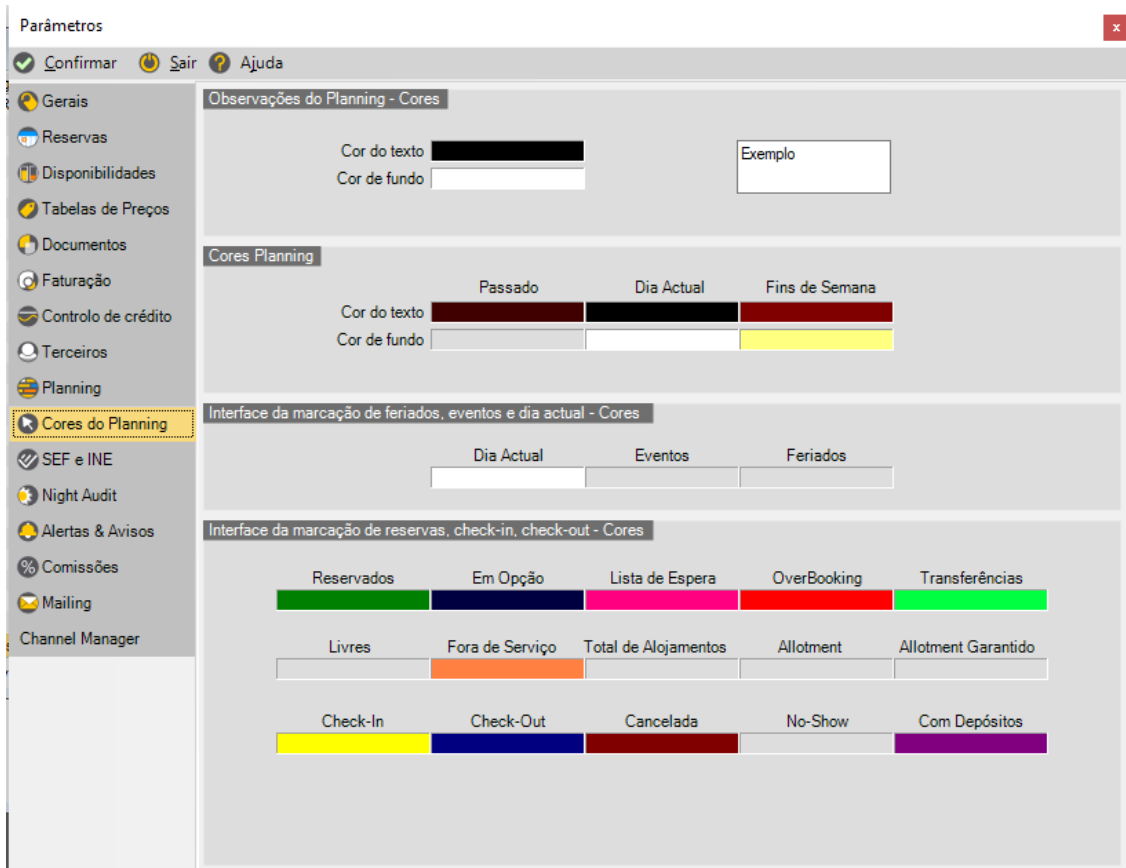 Parâmetros
x
Confirmar Sair Ajuda
Gerais
Reservas
Disponibilidades
Tabelas de Preços
Documentos
Faturação
Controlo de crédito
Terceiros
Planning
Cores do Planning
SEF e INE
Night Audit
Alertas & Avisos
Comissões
Mailing
Channel Manager
Observações do Planning - Cores
Cor do texto
Cor de fundo
Exemplo
Cores Planning
Passado Dia Actual Fins de Semana
Cor do texto
Cor de fundo
Interface da marcação de feriados, eventos e dia actual - Cores
Dia Actual Eventos Feriados
Interface da marcação de reservas, check-in, check-out - Cores
Reservados Em Opção Lista de Espera OverBooking Transferências
Livres Fora de Serviço Total de Alojamentos Allotment Allotment Garantido
Check-In Check-Out Cancelada No-Show Com Depósitos